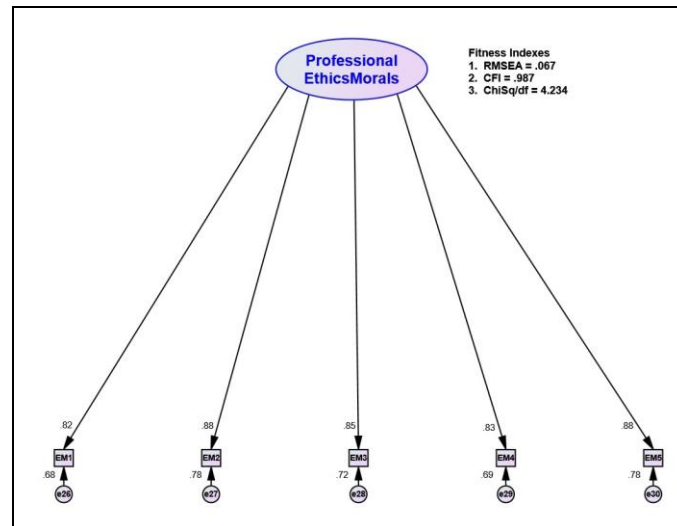 Professional
EthicsMorals
Fitness Indexes
1. RMSEA = .067
2. CFI = .987
3. ChiSq/df = 4.234
.82
.88
.85
.83
.88
EM1
EM2
EM3
EM4
EM5
.68
.78
.72
.69
.78
e26
e27
e28
e29
e30